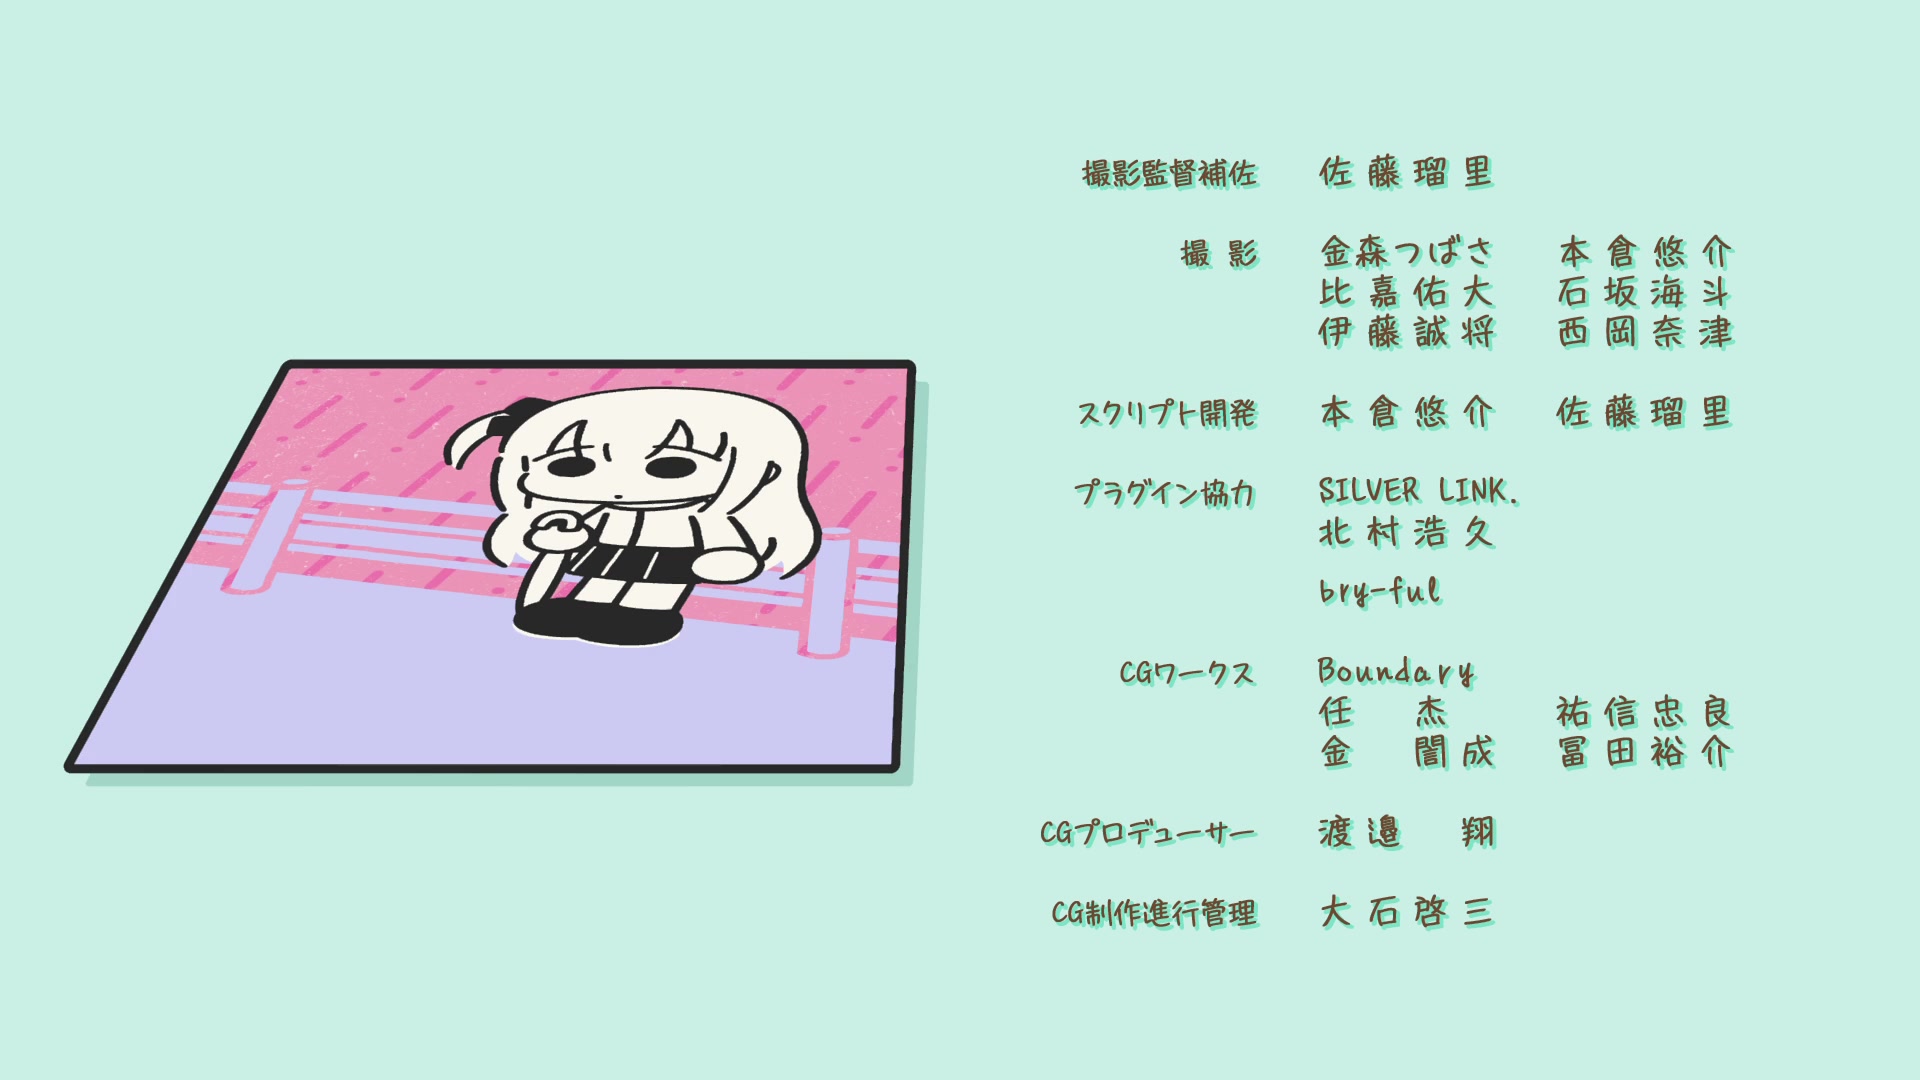 撮影監督補佐 佐藤瑠里
撮影 金森つばさ 本倉悠介
比嘉佑大 石坂海斗
伊藤誠将 西岡奈津
スクリプト開発 本倉悠介 佐藤瑠里
プラグイン協力 SILVER LINK.
北村浩久
bry-ful
CGワークス Boundary
任 杰 祐信忠良
金 誾成 冨田裕介
CGプロデューサー 渡邉 翔
CG制作進行管理 大石啓三